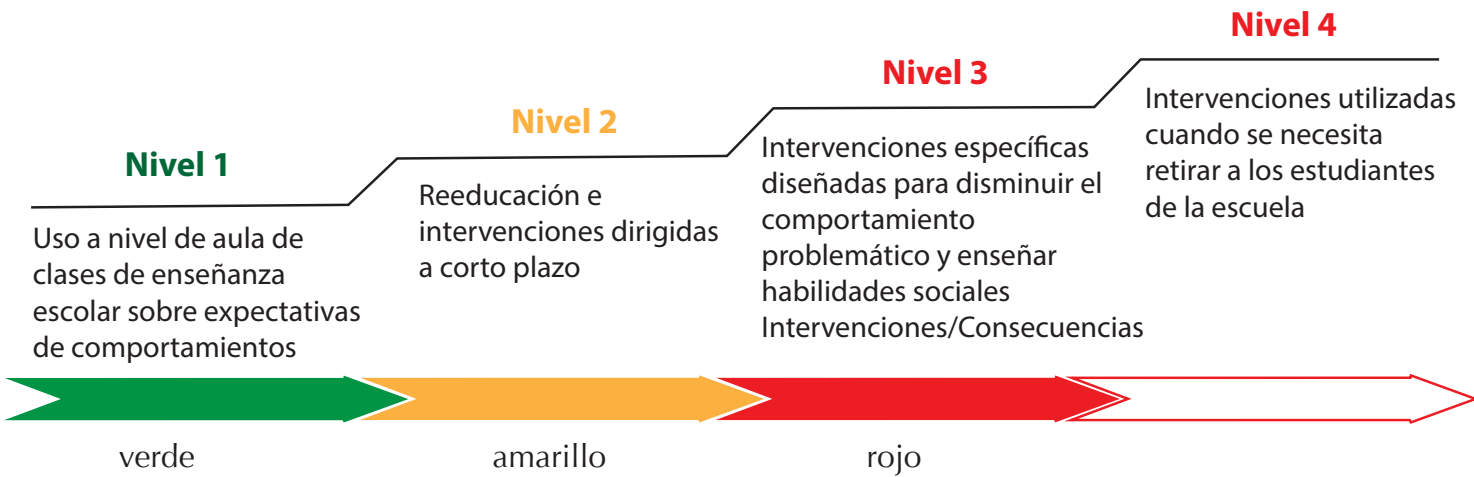 Nivel 1
Uso a nivel de aula de
clases de enseñanza
escolar sobre expectativas
de comportamientos
Nivel 2
Reeducación e
intervenciones dirigidas
a corto plazo
Nivel 3
Intervenciones específicas
diseñadas para disminuir el
comportamiento
problemático y enseñar
habilidades sociales
Intervenciones/Consecuencias
Nivel 4
Intervenciones utilizadas
cuando se necesita
retirar a los estudiantes
de la escuela
verde
amarillo
rojo